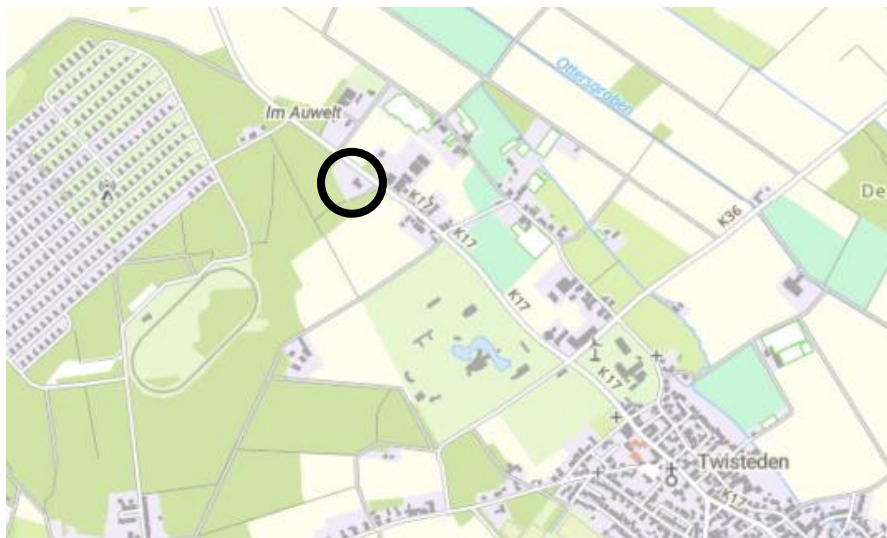 Im Auwelt
Ottersgraben
De
K36
K17
K17
K17
K17
Twisteden
K17